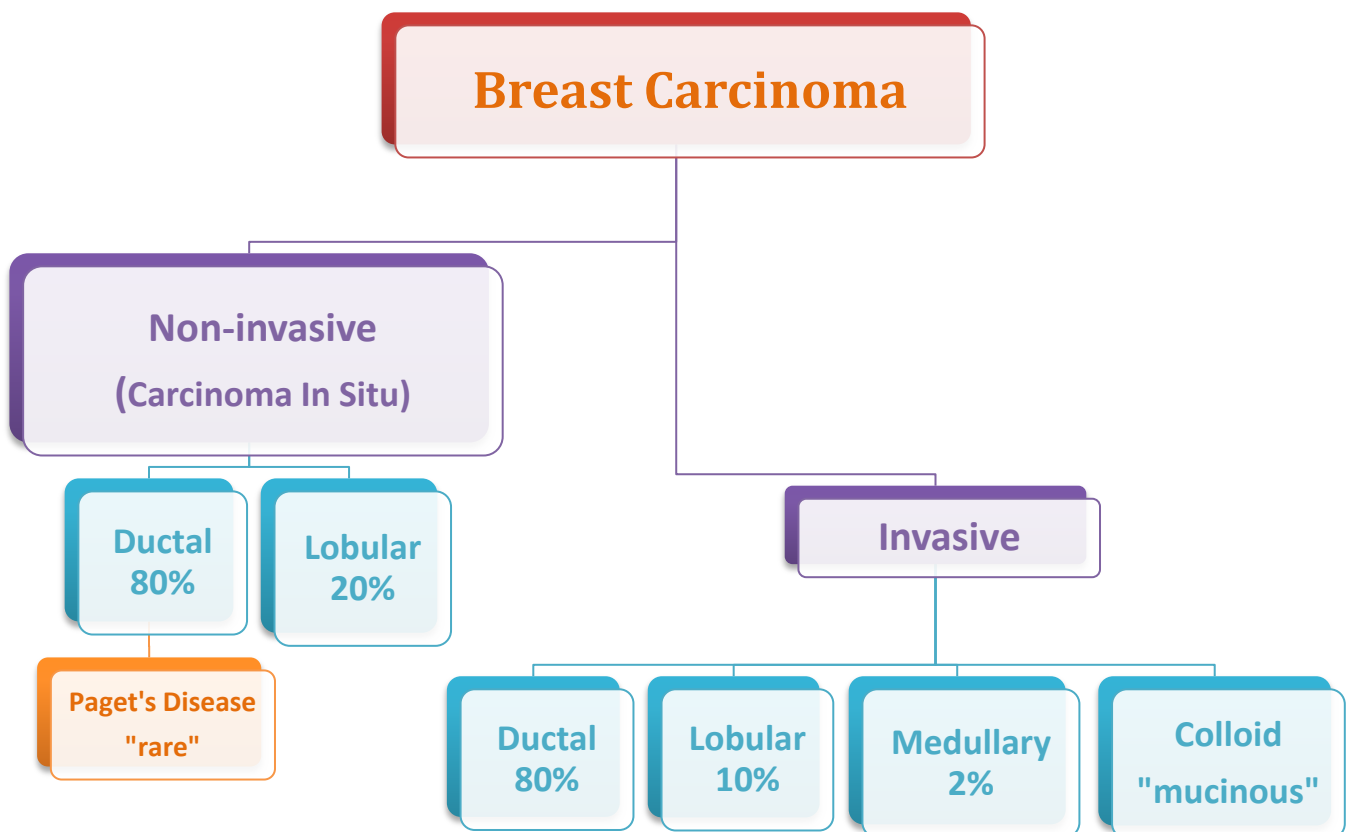 Breast Carcinoma
Non-invasive
(Carcinoma In Situ)
Ductal
80%
Lobular
20%
Paget's Disease
"rare"
Invasive
Ductal
80%
Lobular
10%
Medullary
2%
Colloid
"mucinous"